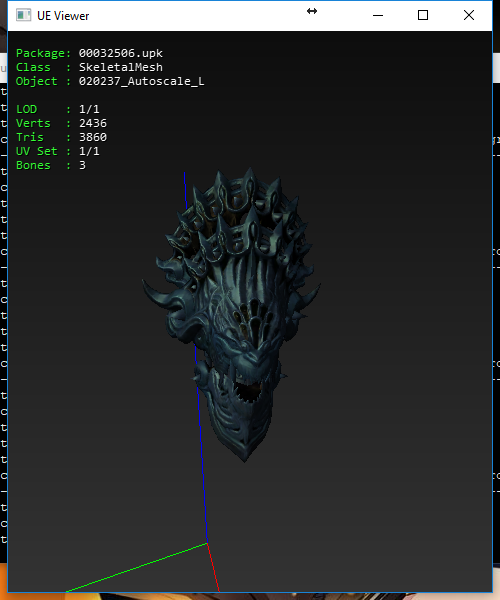 UE Viewer
Package: 00032506.upk
Class  : SkeletalMesh
Object : 020237_Autoscale_L
LOD    : 1/1
Verts  : 2436
Tris   : 3860
UV Set : 1/1
Bones  : 3